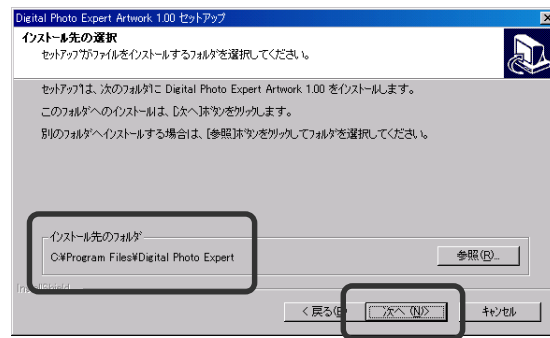 Digital Photo Expert Artwork 1.00 セットアップ
インストール先の選択
セットアップがファイルをインストールするフォルダを選択してください。
セットアップは、次のフォルダに Digital Photo Expert Artwork 1.00 をインストールします。
このフォルダへのインストールは、[次へ]ボタンをクリックします。
別のフォルダへインストールする場合は、[参照]ボタンをクリックしてフォルダを選択してください。
インストール先のフォルダ
C:¥Program Files¥Digital Photo Expert
参照(R)...
InstallShield
< 戻る(B)
次へ (N)>
キャンセル